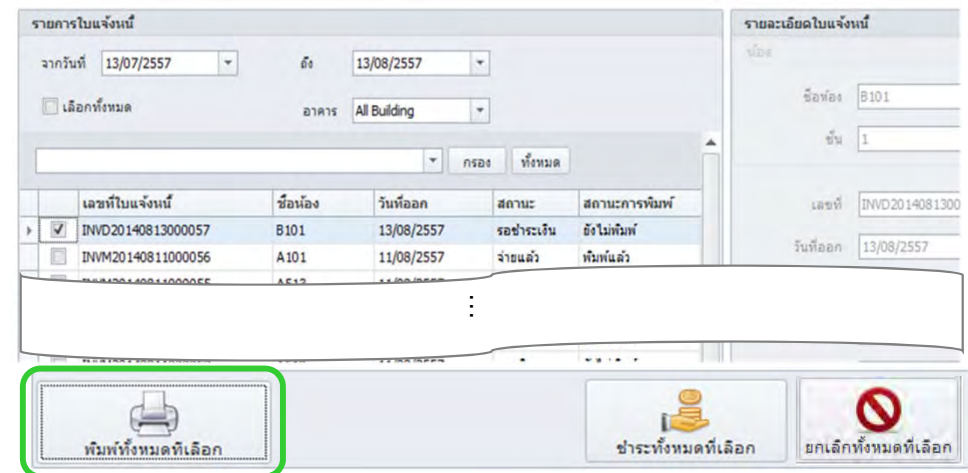 รายการใบแจ้งหนี้
จากวันที่ 13/07/2557 ถึง 13/08/2557
เลือกทั้งหมด อาคาร All Building
กรอง ทั้งหมด
เลขที่ใบแจ้งหนี้ ชื่อห้อง วันที่ออก สถานะ สถานะการพิมพ์
INVD20140813000057 B101 13/08/2557 รอชำระเงิน ยังไม่พิมพ์
INVM20140811000056 A101 11/08/2557 จ่ายแล้ว พิมพ์แล้ว
⋮
พิมพ์ทั้งหมดที่เลือก ชำระทั้งหมดที่เลือก ยกเลิกทั้งหมดที่เลือก
รายละเอียดใบแจ้งหนี้
ห้อง
ชื่อห้อง B101
ชั้น 1
เลขที่ INVD2014081300
วันที่ออก 13/08/2557